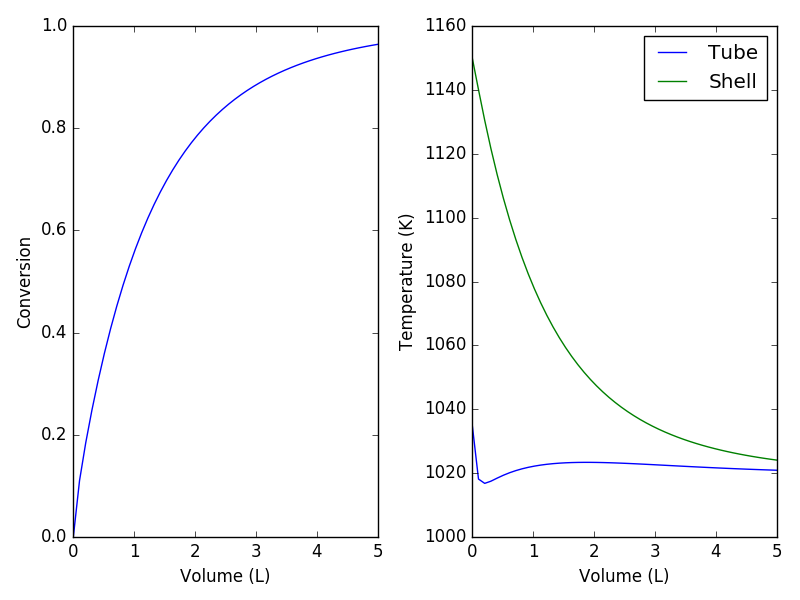 1.0
0.8
0.6
0.4
0.2
0.0
0 1 2 3 4 5
Conversion
Volume (L)
1160
1140
1120
1100
1080
1060
1040
1020
1000
0 1 2 3 4 5
Temperature (K)
Volume (L)
Tube
Shell